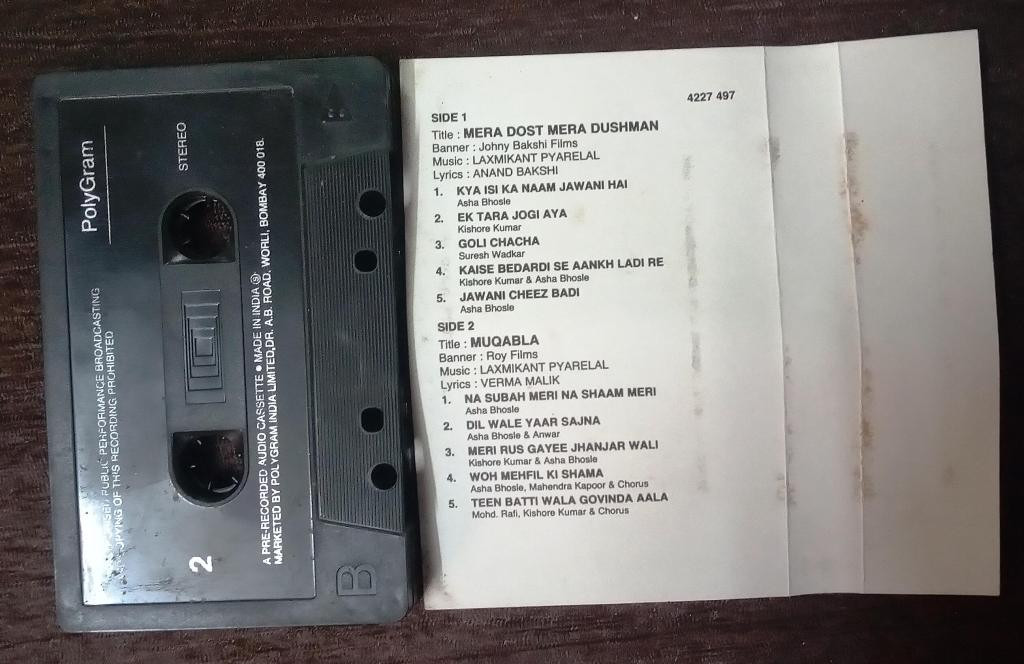 PolyGram
STEREO
PUBLIC PERFORMANCE BROADCASTING
COPYING OF THIS RECORDING PROHIBITED
2
A PRE-RECORDED AUDIO CASSETTE ● MADE IN INDIA
MARKETED BY POLYGRAM INDIA LIMITED, DR. A.B. ROAD, WORLI, BOMBAY 400 018.
B
4227 497
SIDE 1
Title : MERA DOST MERA DUSHMAN
Banner : Johny Bakshi Films
Music : LAXMIKANT PYARELAL
Lyrics : ANAND BAKSHI
1. KYA ISI KA NAAM JAWANI HAI
Asha Bhosle
2. EK TARA JOGI AYA
Kishore Kumar
3. GOLI CHACHA
Suresh Wadkar
4. KAISE BEDARDI SE AANKH LADI RE
Kishore Kumar & Asha Bhosle
5. JAWANI CHEEZ BADI
Asha Bhosle
SIDE 2
Title : MUQABLA
Banner : Roy Films
Music : LAXMIKANT PYARELAL
Lyrics : VERMA MALIK
1. NA SUBAH MERI NA SHAAM MERI
Asha Bhosle
2. DIL WALE YAAR SAJNA
Asha Bhosle & Anwar
3. MERI RUS GAYEE JHANJAR WALI
Kishore Kumar & Asha Bhosle
4. WOH MEHFIL KI SHAMA
Asha Bhosle, Mahendra Kapoor & Chorus
5. TEEN BATTI WALA GOVINDA AALA
Mohd. Rafi, Kishore Kumar & Chorus